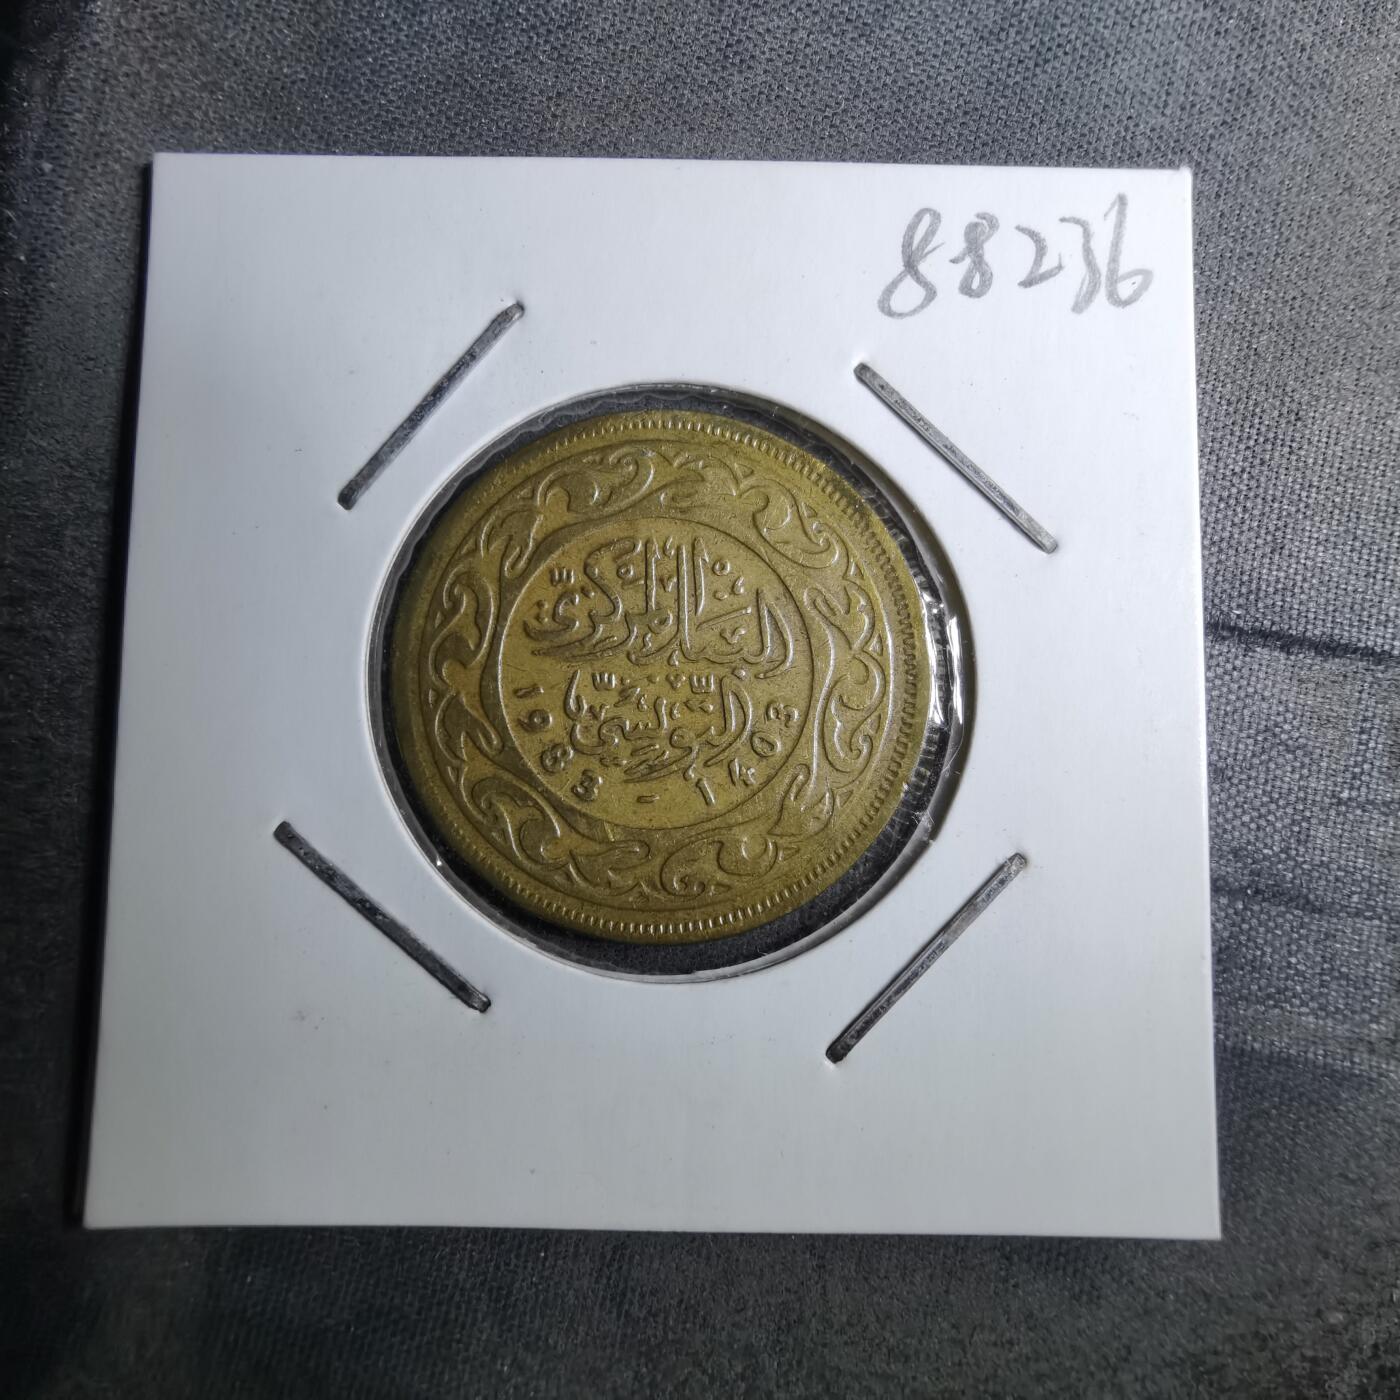 88236
البنك المركزي
التونسي
1983 - 1403